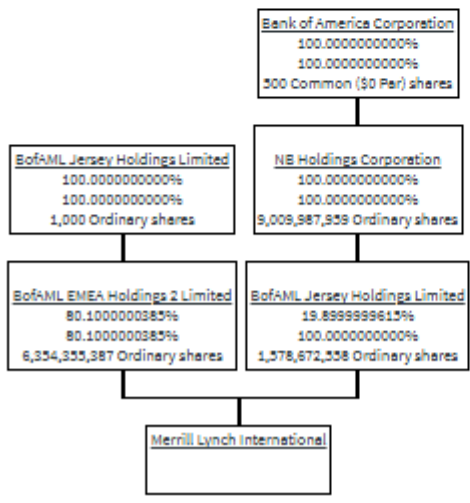 Bank of America Corporation
100.0000000000%
100.0000000000%
500 Common ($0 Par) shares
BofAML Jersey Holdings Limited
100.0000000000%
100.0000000000%
1,000 Ordinary shares
NB Holdings Corporation
100.0000000000%
100.0000000000%
9,009,987,959 Ordinary shares
BofAML EMEA Holdings 2 Limited
80.1000000385%
80.1000000385%
6,354,355,387 Ordinary shares
BofAML Jersey Holdings Limited
19.8999999615%
100.0000000000%
1,578,672,558 Ordinary shares
Merrill Lynch International